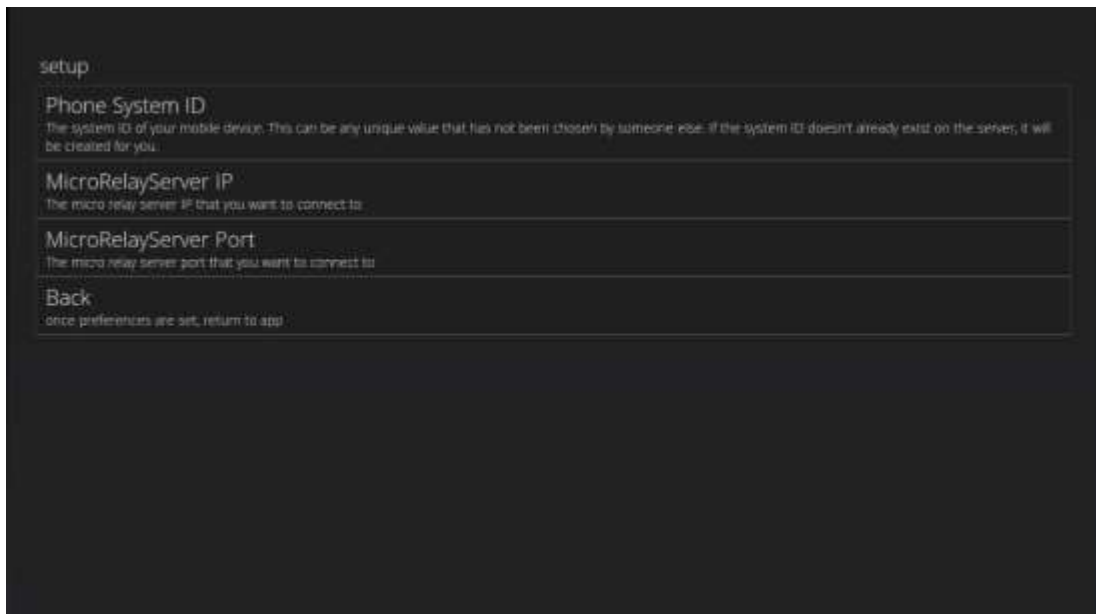 setup
Phone System ID
The system ID of your mobile device. This can be any unique value that has not been chosen by someone else. If the system ID doesn't already exist on the server, it will
be created for you.
MicroRelayServer IP
The micro relay server IP that you want to connect to
MicroRelayServer Port
The micro relay server port that you want to connect to
Back
once preferences are set, return to app